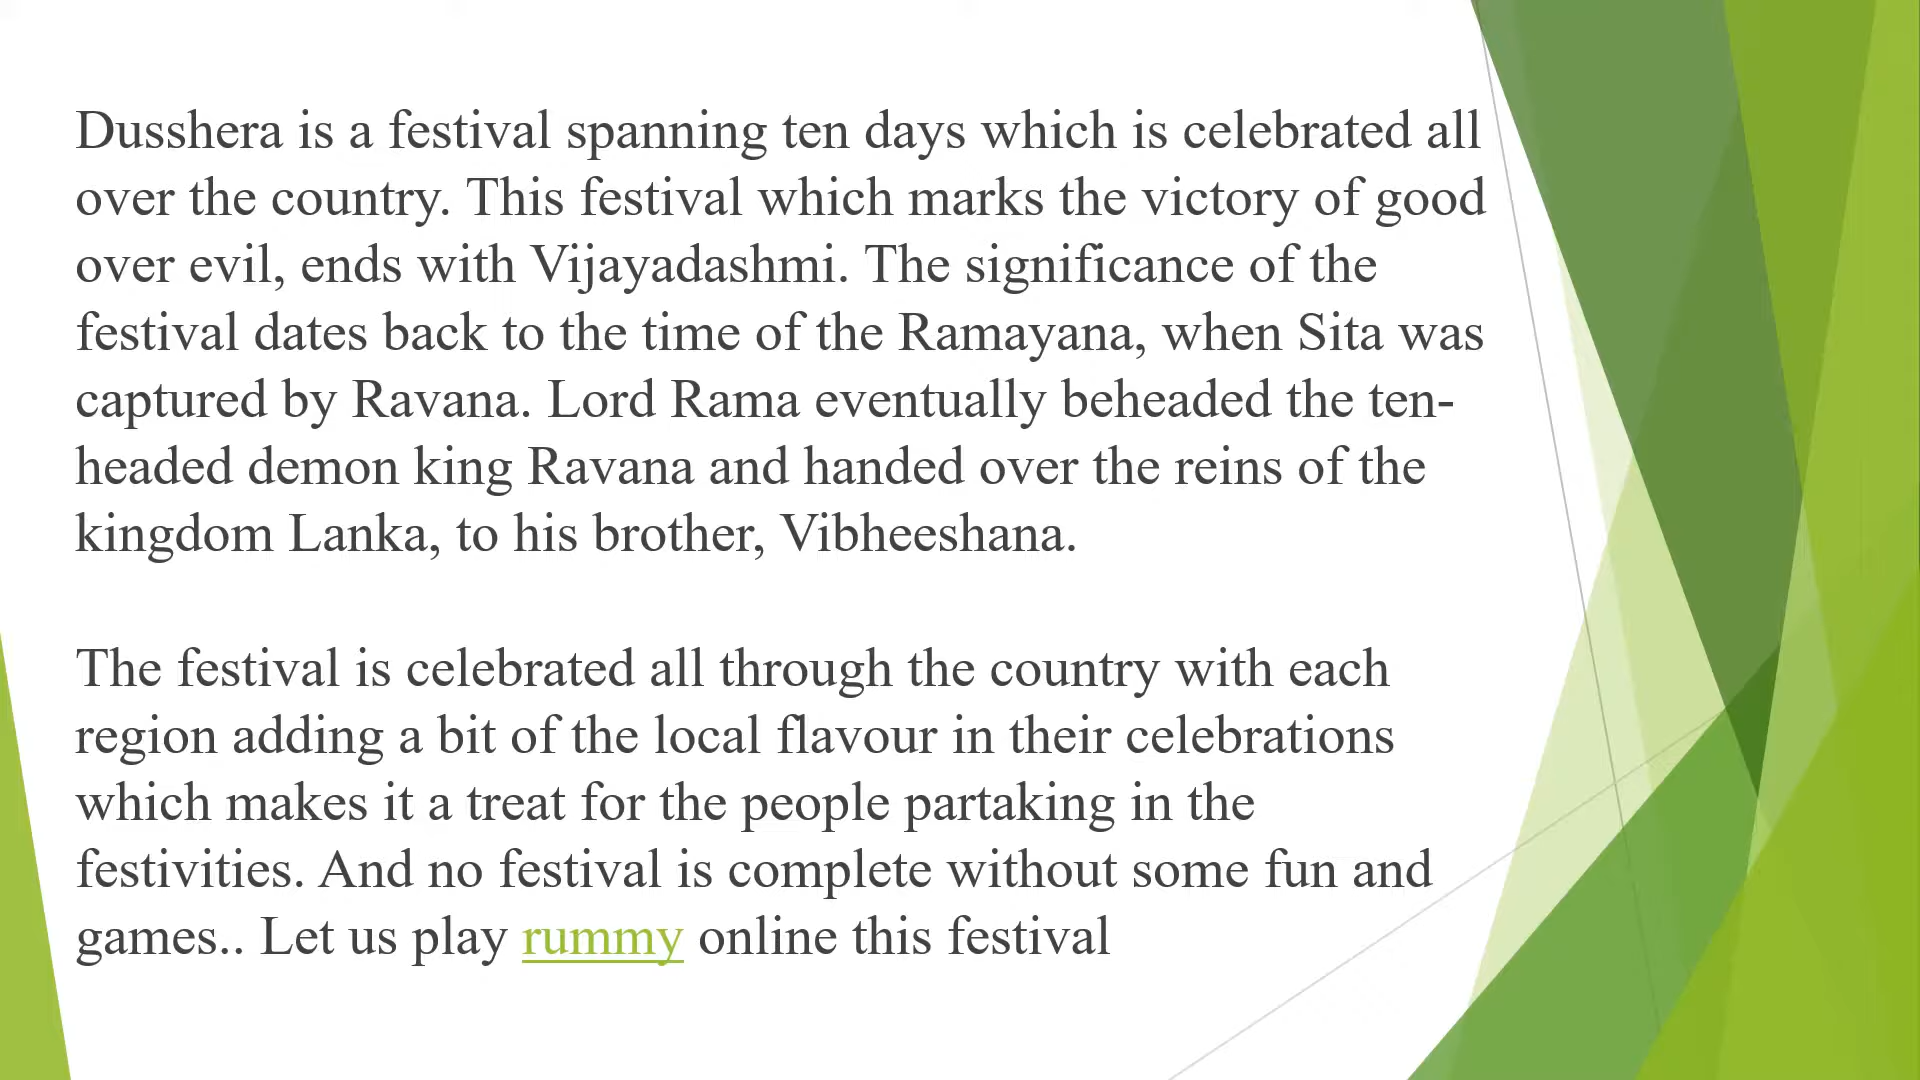 Dusshera is a festival spanning ten days which is celebrated all
over the country. This festival which marks the victory of good
over evil, ends with Vijayadashmi. The significance of the
festival dates back to the time of the Ramayana, when Sita was
captured by Ravana. Lord Rama eventually beheaded the ten-
headed demon king Ravana and handed over the reins of the
kingdom Lanka, to his brother, Vibheeshana.
The festival is celebrated all through the country with each
region adding a bit of the local flavour in their celebrations
which makes it a treat for the people partaking in the
festivities. And no festival is complete without some fun and
games.. Let us play rummy online this festival